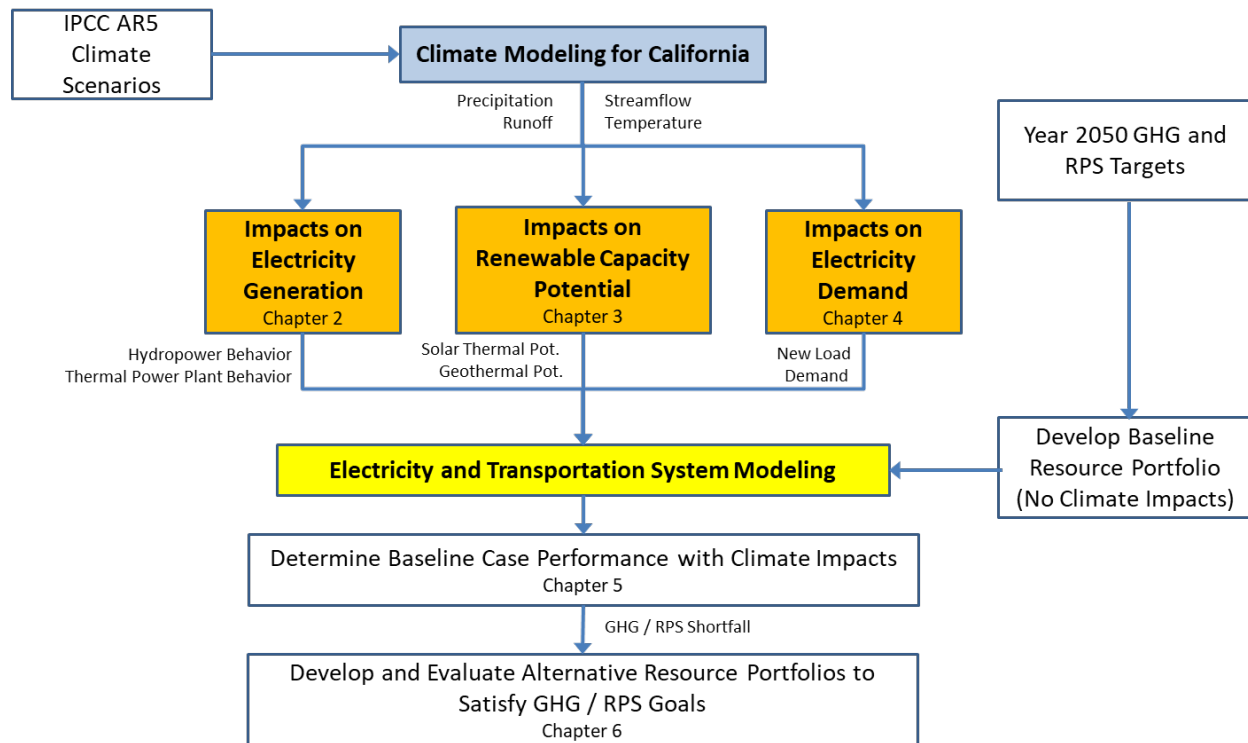 IPCC AR5
Climate
Scenarios
Climate Modeling for California
Precipitation
Runoff
Streamflow
Temperature
Year 2050 GHG and
RPS Targets
Impacts on
Electricity
Generation
Chapter 2
Impacts on
Renewable Capacity
Potential
Chapter 3
Impacts on
Electricity
Demand
Chapter 4
Hydropower Behavior
Thermal Power Plant Behavior
Solar Thermal Pot.
Geothermal Pot.
New Load
Demand
Electricity and Transportation System Modeling
Develop Baseline
Resource Portfolio
(No Climate Impacts)
Determine Baseline Case Performance with Climate Impacts
Chapter 5
GHG / RPS Shortfall
Develop and Evaluate Alternative Resource Portfolios to
Satisfy GHG / RPS Goals
Chapter 6